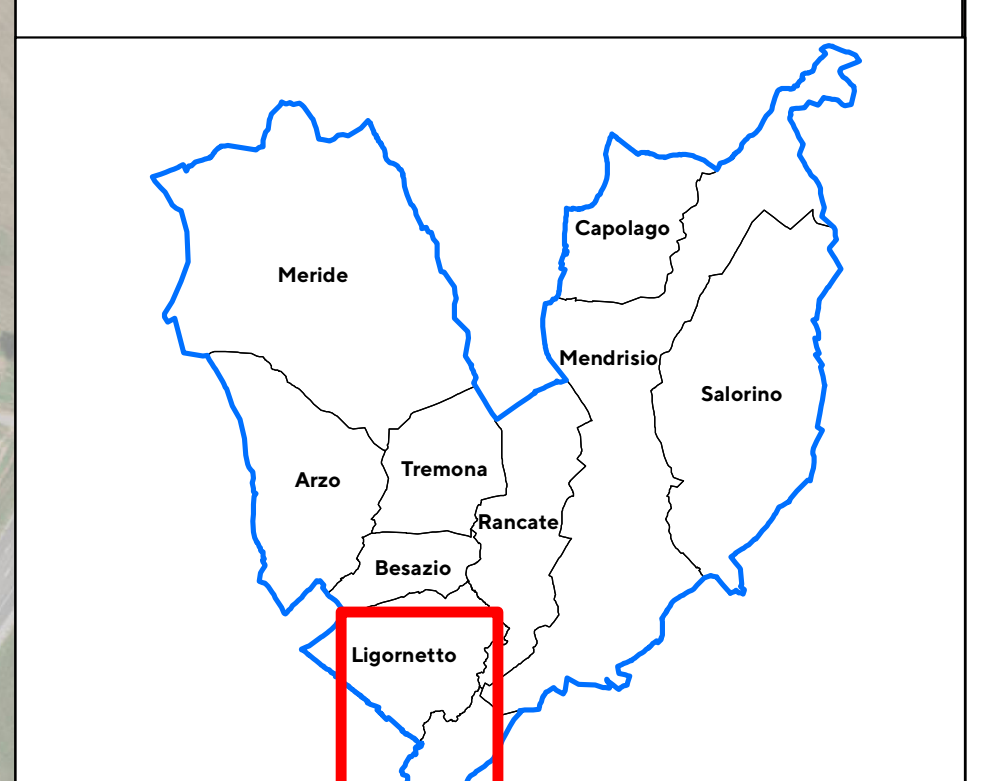 Capolago
Meride
Mendrisio
Salorino
Tremona
Arzo
Rancate
Besazio
Ligornetto